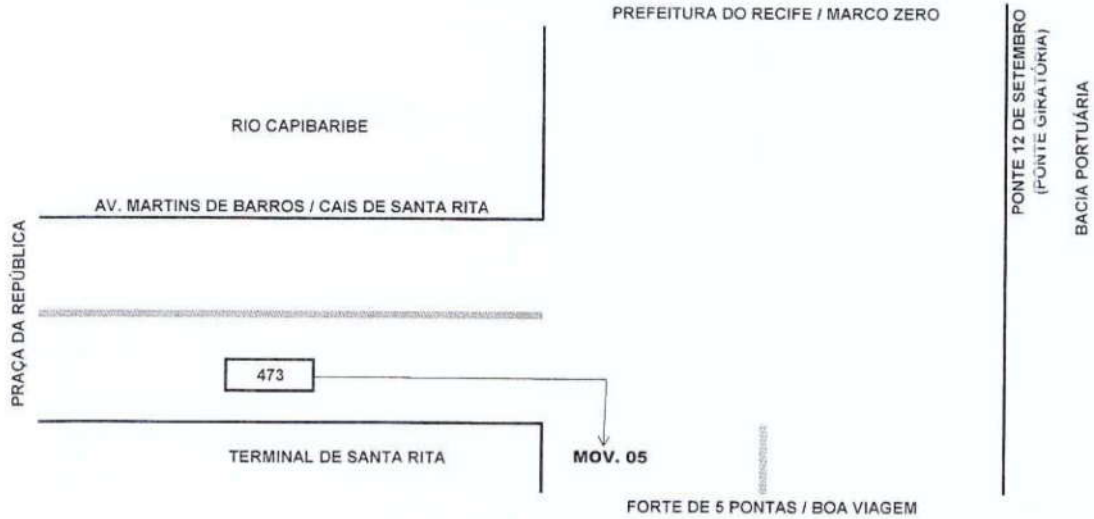 PREFEITURA DO RECIFE / MARCO ZERO
PONTE 12 DE SETEMBRO
(PONTE GIRATÓRIA)
BACIA PORTUÁRIA
RIO CAPIBARIBE
AV. MARTINS DE BARROS / CAIS DE SANTA RITA
PRAÇA DA REPÚBLICA
473
TERMINAL DE SANTA RITA
MOV. 05
FORTE DE 5 PONTAS / BOA VIAGEM